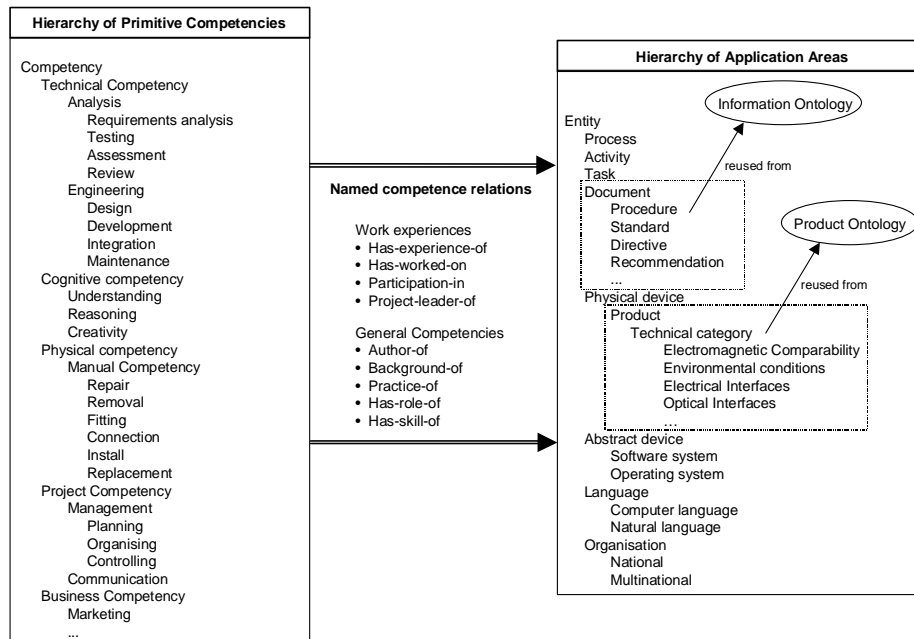 Hierarchy of Primitive Competencies
Competency
Technical Competency
Analysis
Requirements analysis
Testing
Assessment
Review
Engineering
Design
Development
Integration
Maintenance
Cognitive competency
Understanding
Reasoning
Creativity
Physical competency
Manual Competency
Repair
Removal
Fitting
Connection
Install
Replacement
Project Competency
Management
Planning
Organising
Controlling
Communication
Business Competency
Marketing
...
Named competence relations
Work experiences
• Has-experience-of
• Has-worked-on
• Participation-in
• Project-leader-of
General Competencies
• Author-of
• Background-of
• Practice-of
• Has-role-of
• Has-skill-of
Hierarchy of Application Areas
Information Ontology
Entity
Process
Activity
reused from
Task
Document
Procedure
Standard
Directive
Recommendation
...
Product Ontology
reused from
Physical device
Product
Technical category
Electromagnetic Comparability
Environmental conditions
Electrical Interfaces
Optical Interfaces
...
Abstract device
Software system
Operating system
Language
Computer language
Natural language
Organisation
National
Multinational